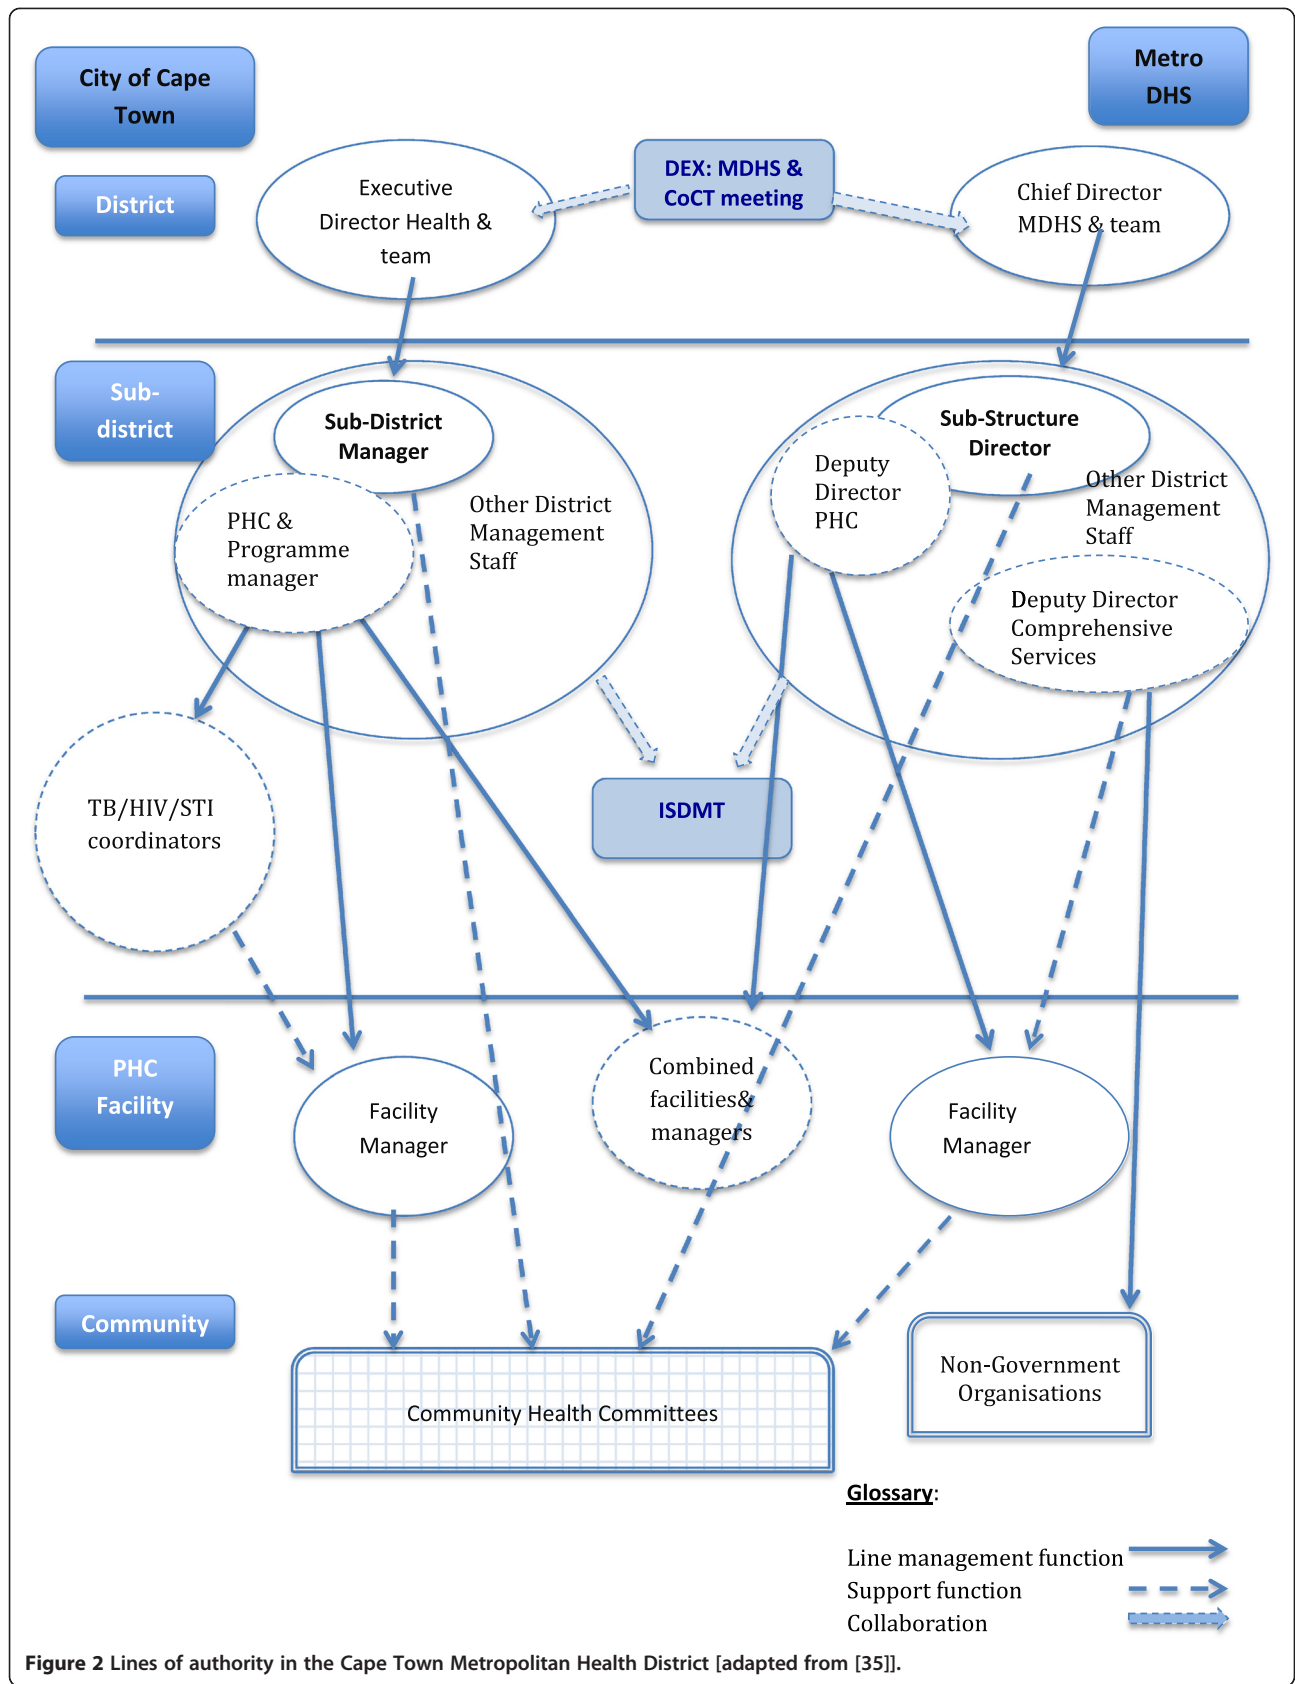 City of Cape
Town
Metro
DHS
District
Executive
Director Health &
team
DEX: MDHS &
CoCT meeting
Chief Director
MDHS & team
Sub-
district
Sub-District
Manager
PHC &
Programme
manager
Other District
Management
Staff
Sub-Structure
Director
Deputy
Director
PHC
Other District
Management
Staff
Deputy Director
Comprehensive
Services
TB/HIV/STI
coordinators
ISDMT
PHC
Facility
Facility
Manager
Combined
facilities&
managers
Facility
Manager
Community
Community Health Committees
Non-Government
Organisations
Glossary:
Line management function
Support function
Collaboration
Figure 2 Lines of authority in the Cape Town Metropolitan Health District [adapted from [35]].